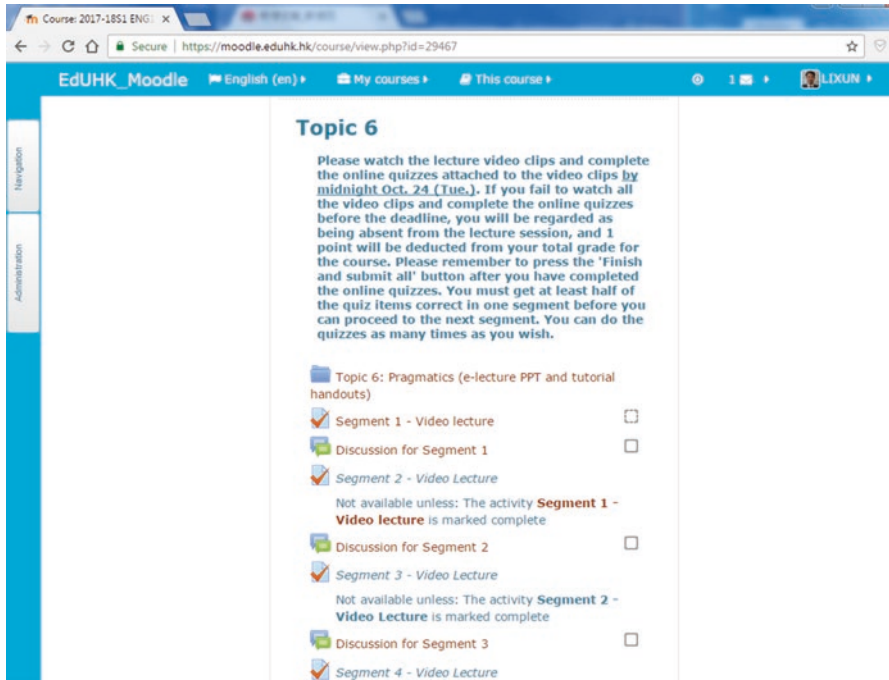 Course: 2017-18S1 ENG
Secure | https://moodle.eduhk.hk/course/view.php?id=29467
EdUHK_Moodle English (en) My courses This course 1 LIXUN
Navigation
Administration
Topic 6
Please watch the lecture video clips and complete
the online quizzes attached to the video clips by
midnight Oct. 24 (Tue.). If you fail to watch all
the video clips and complete the online quizzes
before the deadline, you will be regarded as
being absent from the lecture session, and 1
point will be deducted from your total grade for
the course. Please remember to press the 'Finish
and submit all' button after you have completed
the online quizzes. You must get at least half of
the quiz items correct in one segment before you
can proceed to the next segment. You can do the
quizzes as many times as you wish.
Topic 6: Pragmatics (e-lecture PPT and tutorial
handouts)
Segment 1 - Video lecture
Discussion for Segment 1
Segment 2 - Video Lecture
Not available unless: The activity Segment 1 -
Video lecture is marked complete
Discussion for Segment 2
Segment 3 - Video Lecture
Not available unless: The activity Segment 2 -
Video Lecture is marked complete
Discussion for Segment 3
Segment 4 - Video Lecture